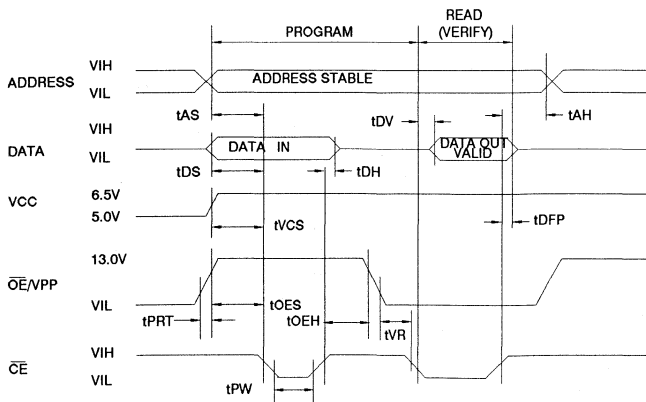 READ
PROGRAM (VERIFY)
ADDRESS VIH ADDRESS STABLE
VIL
tAS tDV tAH
DATA VIH DATA IN DATA OUT
VIL VALID
tDS tDH
VCC 6.5V
5.0V
tVCS tDFP
13.0V
OE/VPP
VIL tOES
tPRT tOEH tVR
CE VIH
VIL
tPW